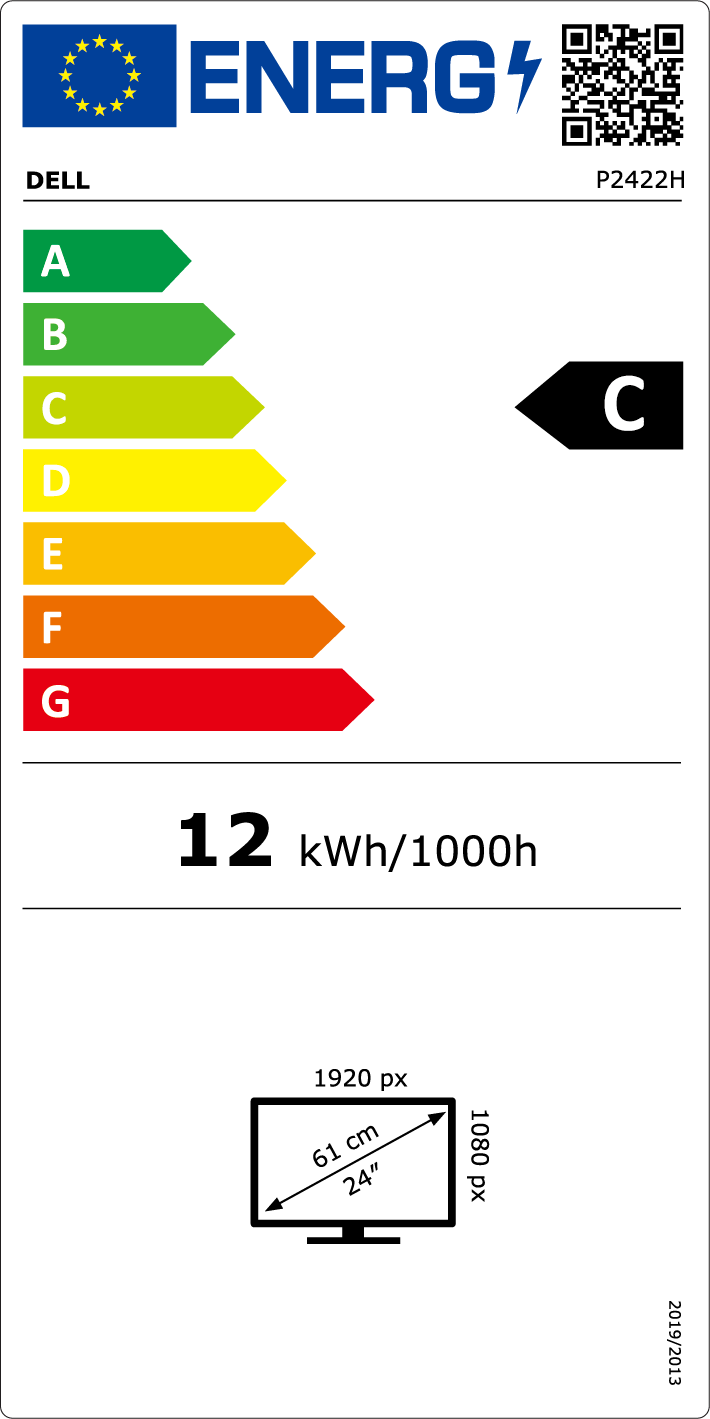 ENERG
DELL
P2422H
A
B
C
C
D
E
F
G
12 kWh/1000h
1920 px
1080 px
61 cm
24″
2019/2013